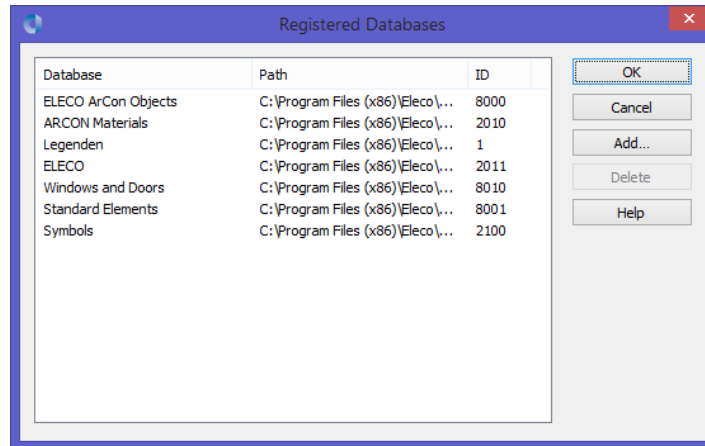 Registered Databases
Database Path ID
ELECO ArCon Objects C:\Program Files (x86)\Eleco\... 8000
ARCON Materials C:\Program Files (x86)\Eleco\... 2010
Legenden C:\Program Files (x86)\Eleco\... 1
ELECO C:\Program Files (x86)\Eleco\... 2011
Windows and Doors C:\Program Files (x86)\Eleco\... 8010
Standard Elements C:\Program Files (x86)\Eleco\... 8001
Symbols C:\Program Files (x86)\Eleco\... 2100
OK
Cancel
Add...
Delete
Help